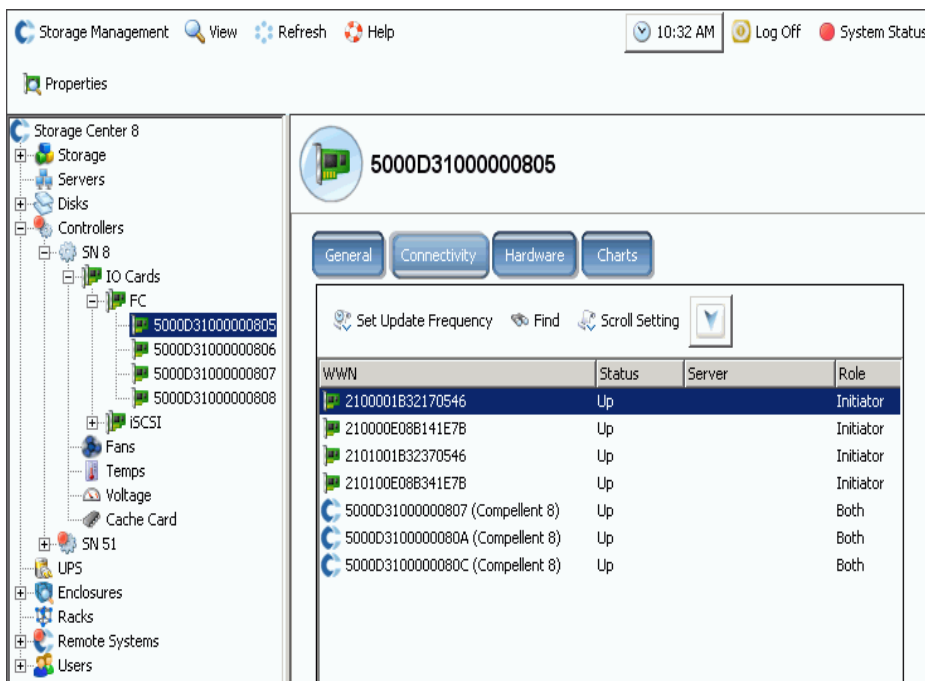 Storage Management View Refresh Help 10:32 AM Log Off System Status
Properties
Storage Center 8
Storage
Servers
Disks
Controllers
SN 8
IO Cards
FC
5000D31000000805
5000D31000000806
5000D31000000807
5000D31000000808
iSCSI
Fans
Temps
Voltage
Cache Card
SN 51
UPS
Enclosures
Racks
Remote Systems
Users
5000D31000000805
General Connectivity Hardware Charts
Set Update Frequency Find Scroll Setting
WWN Status Server Role
2100001B32170546 Up Initiator
210000E08B141E7B Up Initiator
2101001B32370546 Up Initiator
210100E08B341E7B Up Initiator
5000D31000000807 (Compellent 8) Up Both
5000D3100000080A (Compellent 8) Up Both
5000D3100000080C (Compellent 8) Up Both